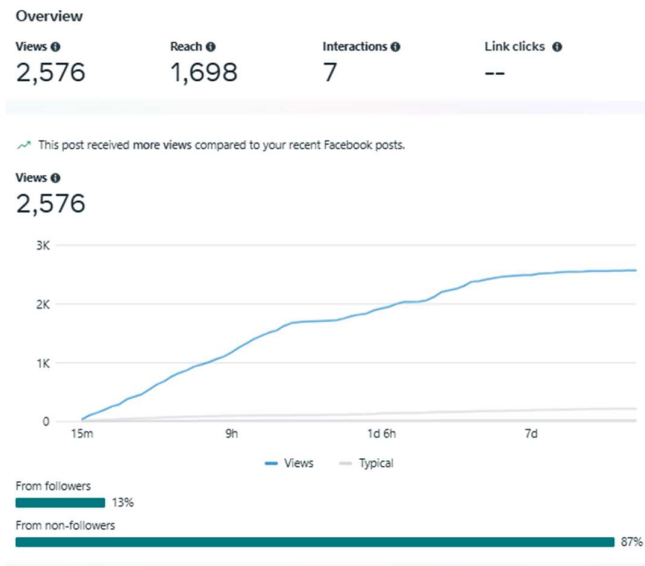 Overview
Views Reach Interactions Link clicks
2,576 1,698 7 --
This post received more views compared to your recent Facebook posts.
Views
2,576
3K
2K
1K
0
15m 9h 1d 6h 7d
Views Typical
From followers
13%
From non-followers
87%